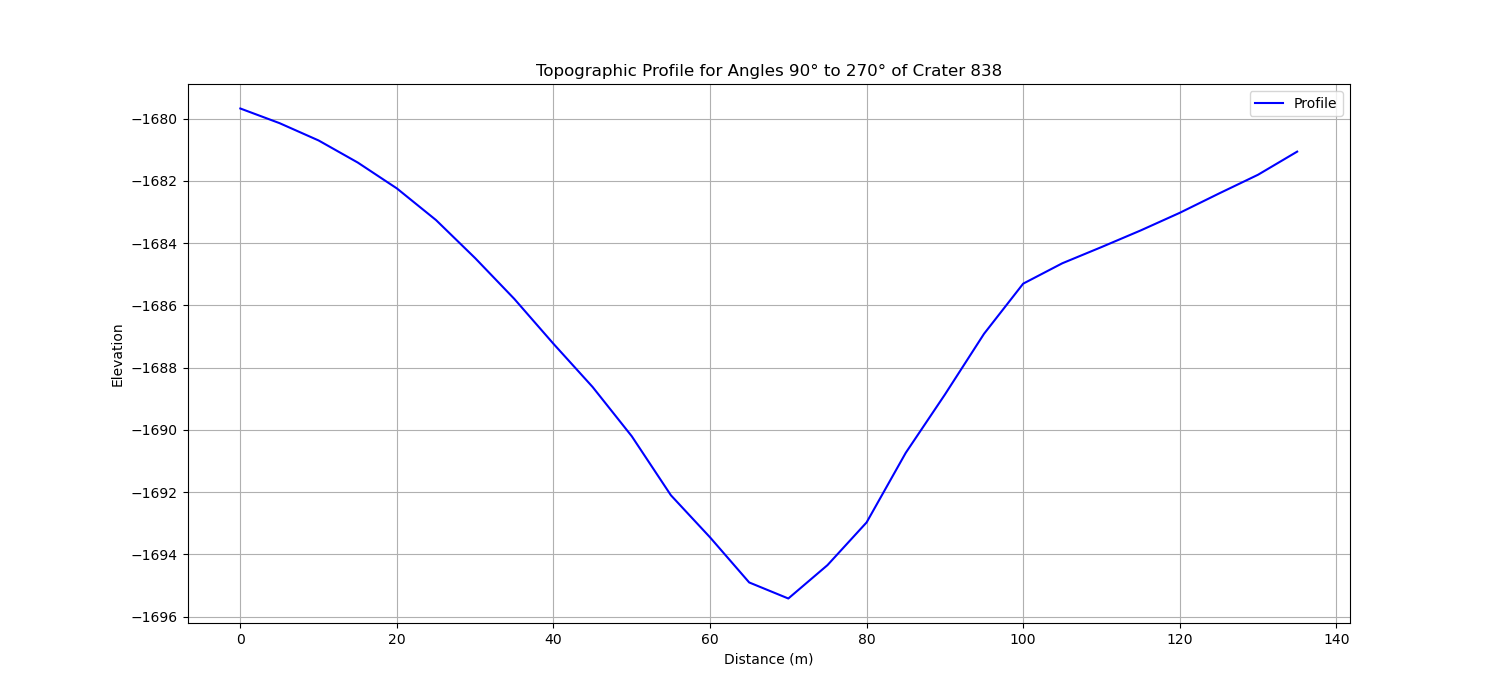 Topographic Profile for Angles 90° to 270° of Crater 838
Profile
−1680
−1682
−1684
−1686
−1688
−1690
−1692
−1694
−1696
Elevation
0 20 40 60 80 100 120 140
Distance (m)